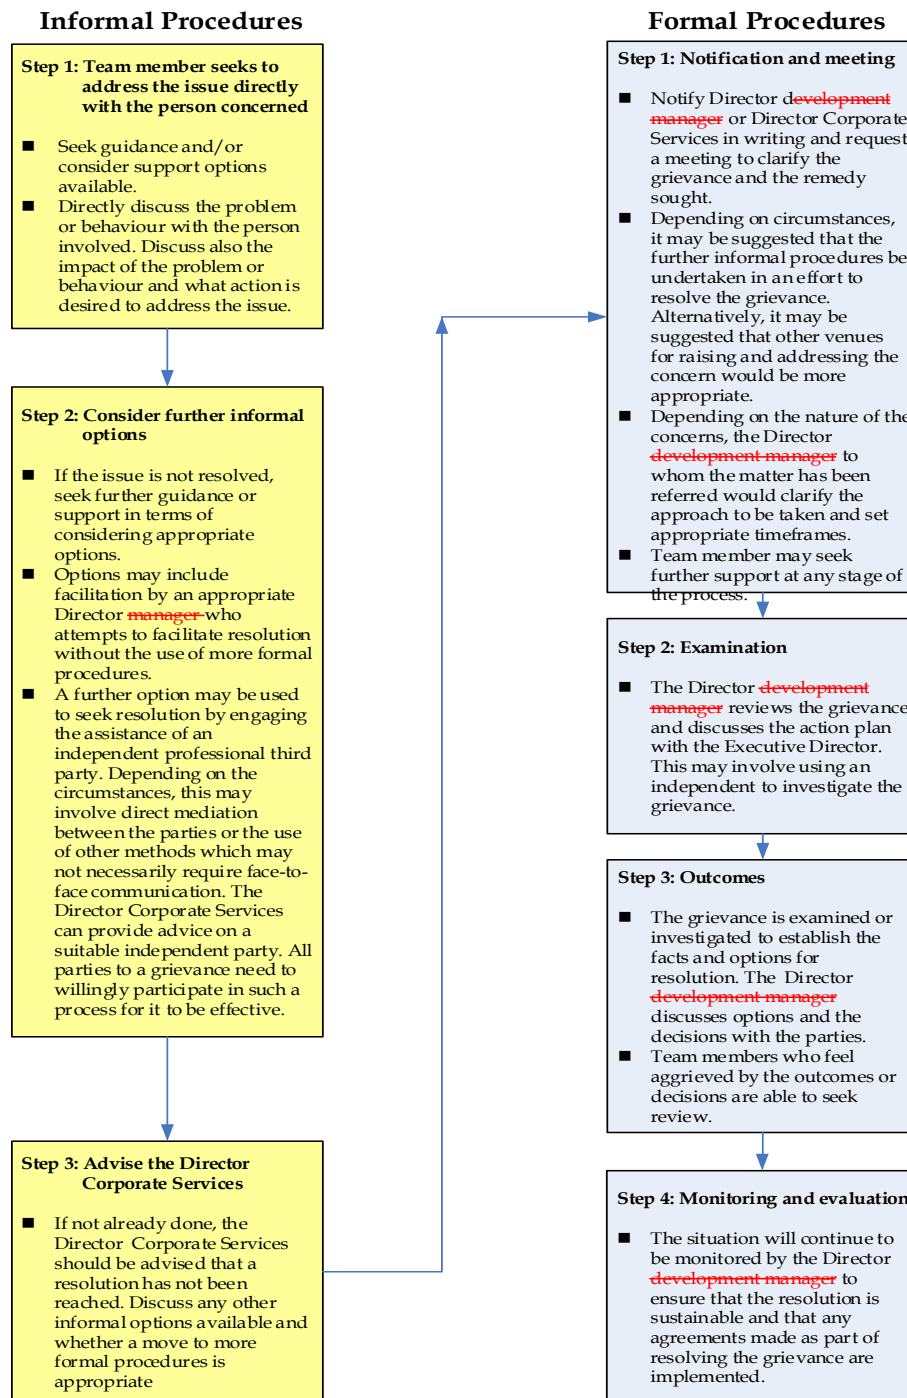 Informal Procedures
Step 1: Team member seeks to
address the issue directly
with the person concerned
■ Seek guidance and/or
consider support options
available.
■ Directly discuss the problem
or behaviour with the person
involved. Discuss also the
impact of the problem or
behaviour and what action is
desired to address the issue.
Step 2: Consider further informal
options
■ If the issue is not resolved,
seek further guidance or
support in terms of
considering appropriate
options.
■ Options may include
facilitation by an appropriate
Director manager who
attempts to facilitate resolution
without the use of more formal
procedures.
■ A further option may be used
to seek resolution by engaging
the assistance of an
independent professional third
party. Depending on the
circumstances, this may
involve direct mediation
between the parties or the use
of other methods which may
not necessarily require face-to-
face communication. The
Director Corporate Services
can provide advice on a
suitable independent party. All
parties to a grievance need to
willingly participate in such a
process for it to be effective.
Step 3: Advise the Director
Corporate Services
■ If not already done, the
Director Corporate Services
should be advised that a
resolution has not been
reached. Discuss any other
informal options available and
whether a move to more
formal procedures is
appropriate
Formal Procedures
Step 1: Notification and meeting
■ Notify Director development
manager or Director Corporate
Services in writing and request
a meeting to clarify the
grievance and the remedy
sought.
■ Depending on circumstances,
it may be suggested that the
further informal procedures be
undertaken in an effort to
resolve the grievance.
Alternatively, it may be
suggested that other venues
for raising and addressing the
concern would be more
appropriate.
■ Depending on the nature of the
concerns, the Director
development manager to
whom the matter has been
referred would clarify the
approach to be taken and set
appropriate timeframes.
■ Team member may seek
further support at any stage of
the process.
Step 2: Examination
■ The Director development
manager reviews the grievance
and discusses the action plan
with the Executive Director.
This may involve using an
independent to investigate the
grievance.
Step 3: Outcomes
■ The grievance is examined or
investigated to establish the
facts and options for
resolution. The Director
development manager
discusses options and the
decisions with the parties.
■ Team members who feel
aggrieved by the outcomes or
decisions are able to seek
review.
Step 4: Monitoring and evaluation
■ The situation will continue to
be monitored by the Director
development manager to
ensure that the resolution is
sustainable and that any
agreements made as part of
resolving the grievance are
implemented.